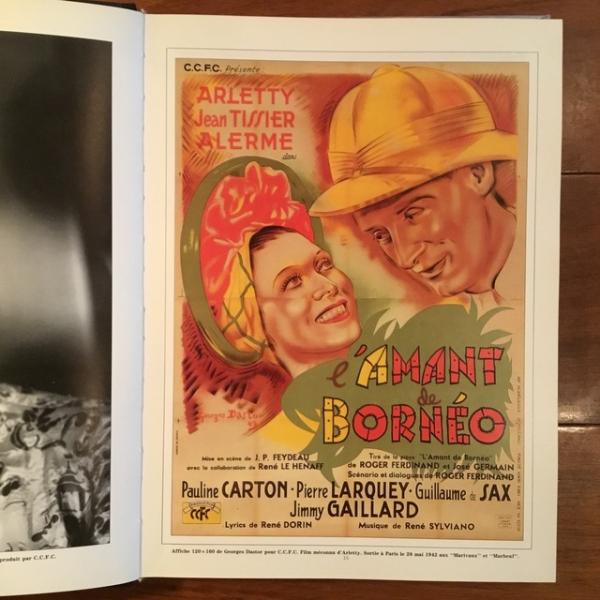 C.C.F.C. Présente
ARLETTY
Jean TISSIER
ALERME
dans
l'AMANT
de
BORNÉO
Georges Dastor
Mise en scène de J. P. FEYDEAU
avec la collaboration de René LE HENAFF
Tiré de la pièce "L'Amant de Bornéo"
de ROGER FERDINAND et José GERMAIN
Scénario et dialogues de ROGER FERDINAND
Pauline CARTON - Pierre LARQUEY - Guillaume de SAX
Jimmy GAILLARD
CCFC
Lyrics de René DORIN
Musique de René SYLVIANO
produit par C.C.F.C.
Affiche 120×160 de Georges Dastor pour C.C.F.C. Film méconnu d'Arletty. Sortie à Paris le 20 mai 1942 aux "Marivaux" et "Marbeuf".